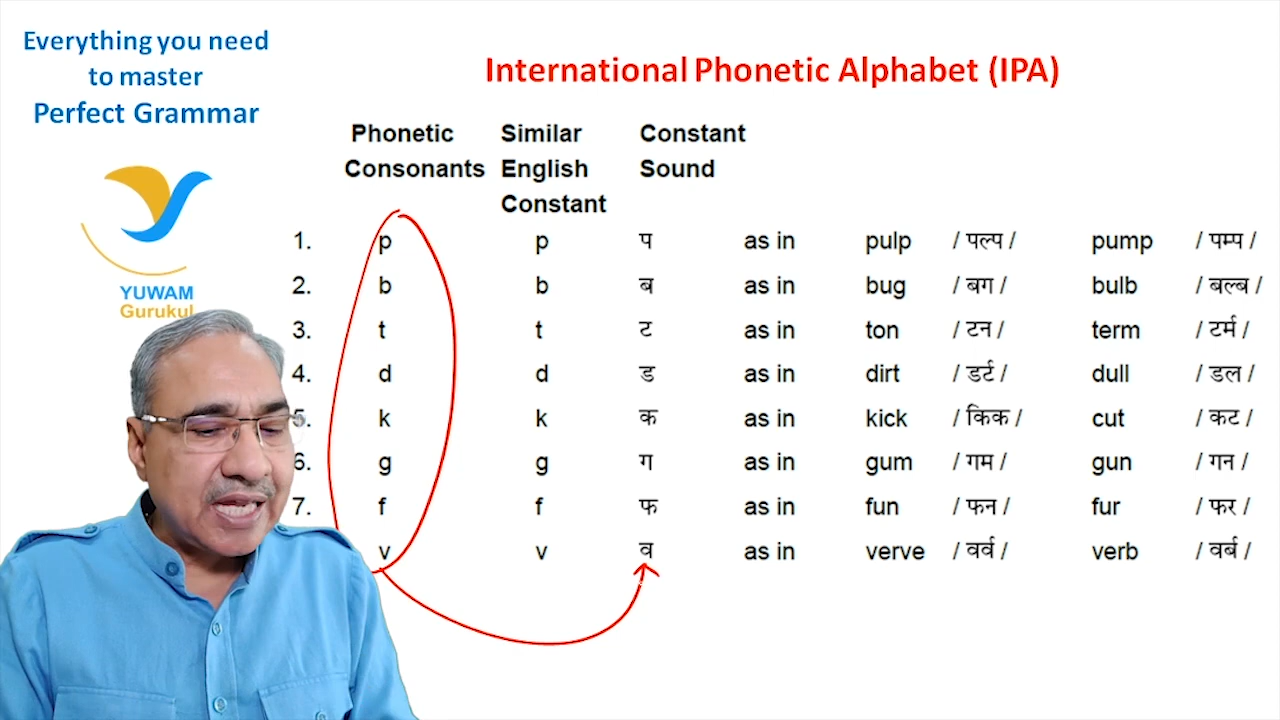 Everything you need
to master
Perfect Grammar
YUWAM
Gurukul
International Phonetic Alphabet (IPA)
Phonetic Similar Constant
Consonants English Sound
Constant
1. p p प as in pulp / पल्प / pump / पम्प /
2. b b ब as in bug / बग / bulb / बल्ब /
3. t t ट as in ton / टन / term / टर्म /
4. d d ड as in dirt / डर्ट / dull / डल /
5. k k क as in kick / किक / cut / कट /
6. g g ग as in gum / गम / gun / गन /
7. f f फ as in fun / फन / fur / फर /
v v व as in verve / वर्व / verb / वर्ब /